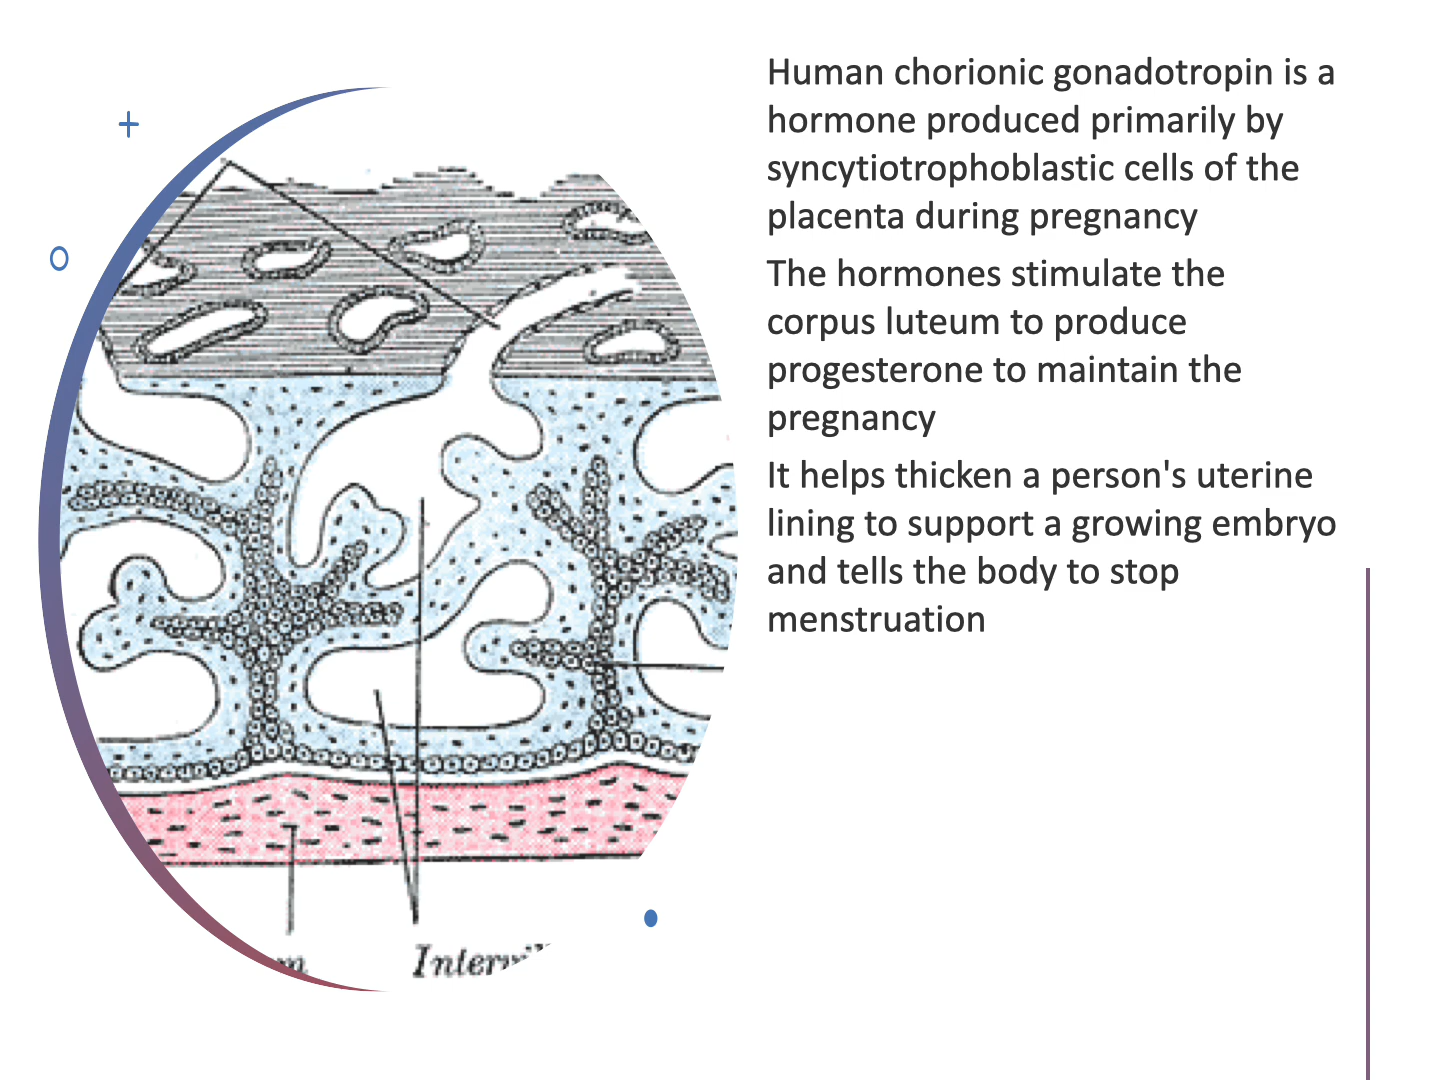 Human chorionic gonadotropin is a
hormone produced primarily by
syncytiotrophoblastic cells of the
placenta during pregnancy
The hormones stimulate the
corpus luteum to produce
progesterone to maintain the
pregnancy
It helps thicken a person's uterine
lining to support a growing embryo
and tells the body to stop
menstruation